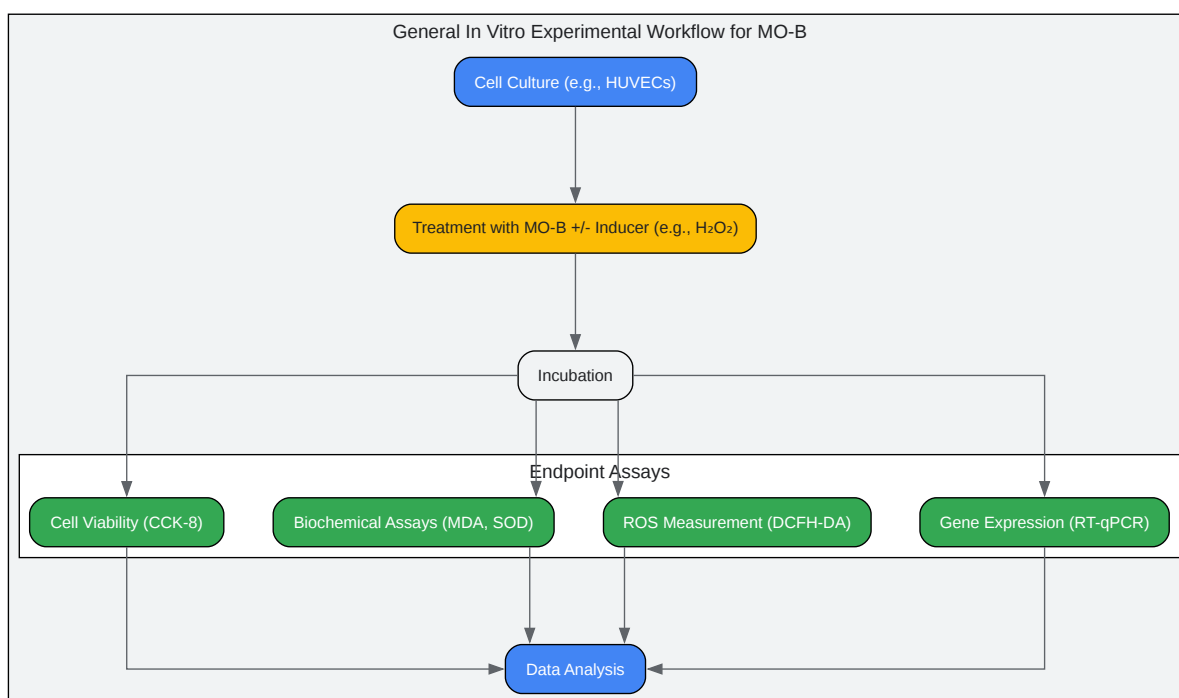 General In Vitro Experimental Workflow for MO-B
Cell Culture (e.g., HUVECs)
Treatment with MO-B +/- Inducer (e.g., H₂O₂)
Incubation
Endpoint Assays
Cell Viability (CCK-8)
Biochemical Assays (MDA, SOD)
ROS Measurement (DCFH-DA)
Gene Expression (RT-qPCR)
Data Analysis